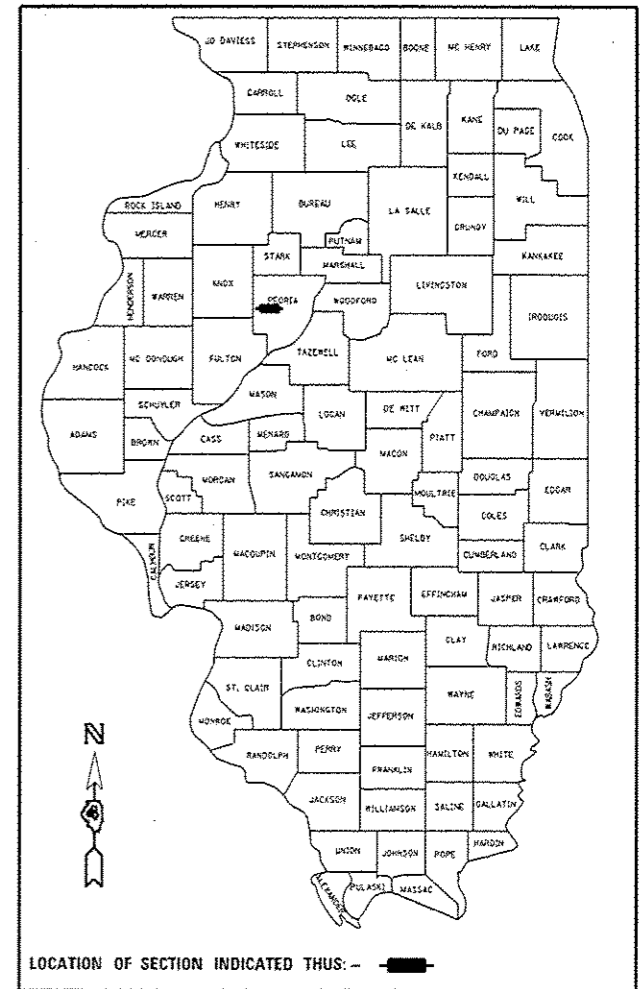 JO DAVIESS STEPHENSON WINNEBAGO BOONE MC HENRY LAKE
CARROLL OGLE DE KALB KANE DU PAGE COOK
WHITESIDE LEE KENDALL WILL
ROCK ISLAND HENRY BUREAU LA SALLE GRUNDY KANKAKEE
MERCER STARK PUTNAM MARSHALL LIVINGSTON
HENDERSON WARREN KNOX PEORIA WOODFORD IROQUOIS
HANCOCK MC DONOUGH FULTON TAZEWELL MC LEAN FORD
SCHUYLER MASON LOGAN DE WITT CHAMPAIGN VERMILION
ADAMS BROWN CASS MENARD MACON PIATT
PIKE SCOTT MORGAN SANGAMON CHRISTIAN MOULTRIE DOUGLAS EDGAR
COLES
CALHOUN GREENE MACOUPIN MONTGOMERY SHELBY CUMBERLAND CLARK
JERSEY FAYETTE EFFINGHAM JASPER CRAWFORD
MADISON BOND CLAY RICHLAND LAWRENCE
CLINTON MARION
ST. CLAIR WAYNE EDWARDS WABASH
MONROE WASHINGTON JEFFERSON
N
RANDOLPH PERRY HAMILTON WHITE
FRANKLIN
JACKSON WILLIAMSON SALINE GALLATIN
UNION JOHNSON POPE HARDIN
ALEXANDER PULASKI MASSAC
LOCATION OF SECTION INDICATED THUS: -